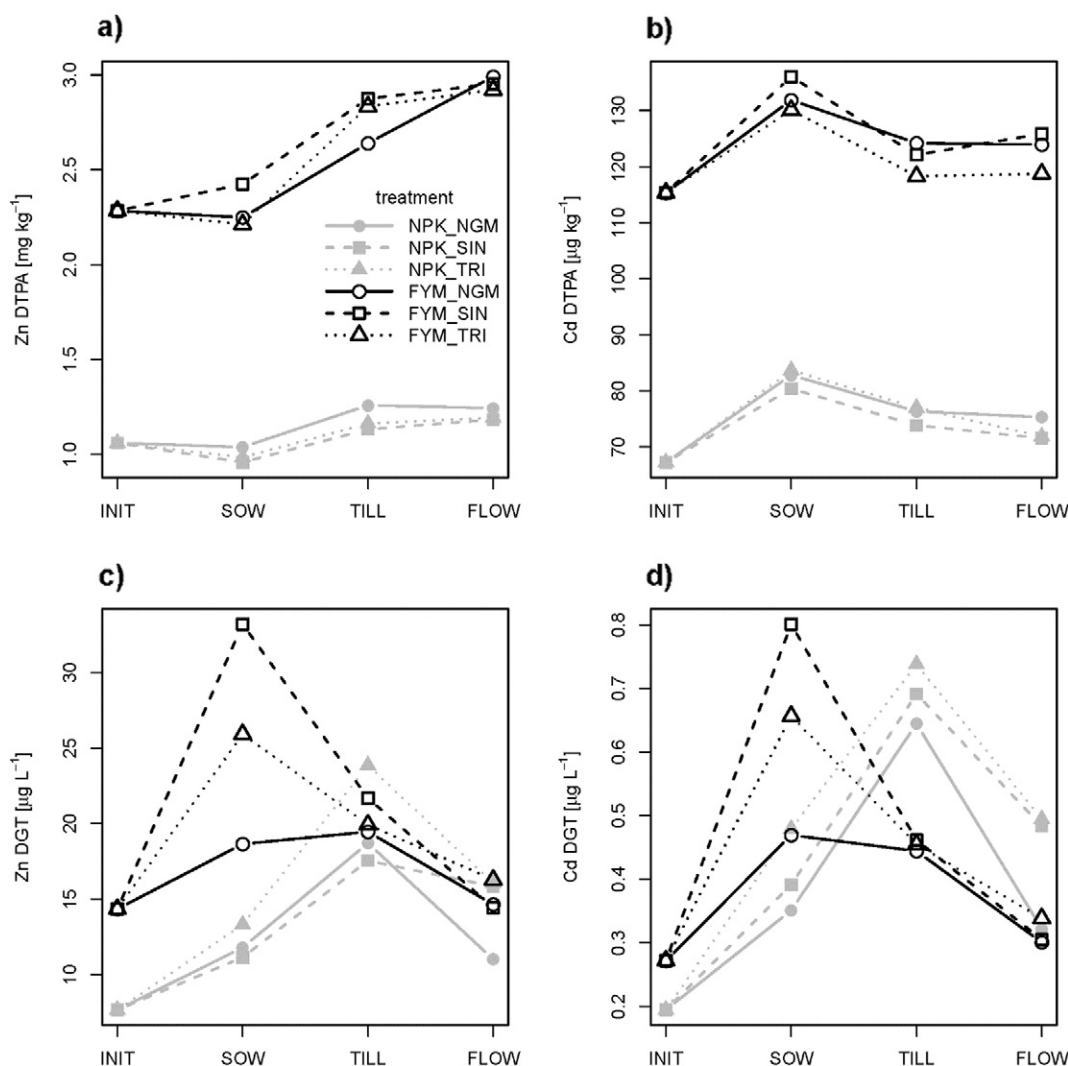 a)
Zn DTPA [mg kg⁻¹]
3.0
2.5
2.0
1.5
1.0
treatment
NPK_NGM
NPK_SIN
NPK_TRI
FYM_NGM
FYM_SIN
FYM_TRI
INIT SOW TILL FLOW
b)
Cd DTPA [µg kg⁻¹]
130
120
110
100
90
80
70
INIT SOW TILL FLOW
c)
Zn DGT [µg L⁻¹]
30
25
20
15
10
INIT SOW TILL FLOW
d)
Cd DGT [µg L⁻¹]
0.8
0.7
0.6
0.5
0.4
0.3
0.2
INIT SOW TILL FLOW